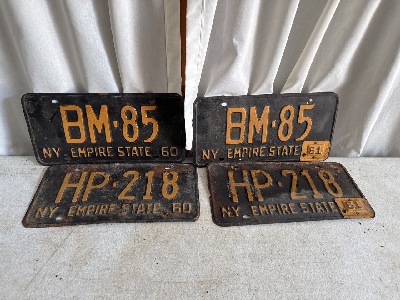 BM·85
NY EMPIRE STATE 60
BM·85
NY EMPIRE STATE 61
HP·218
NY EMPIRE STATE 60
HP·218
NY EMPIRE STATE 61